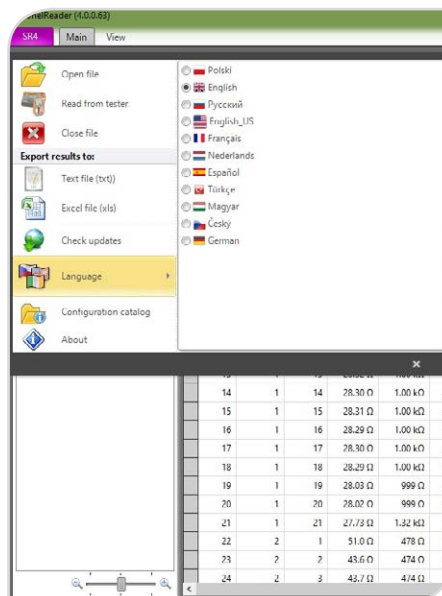 nelReader (4.0.0.63)
SR4 Main View
Open file
Read from tester
Close file
Export results to:
Text file (txt))
Excel file (xls)
Check updates
Language
Configuration catalog
About
Polski
English
Русский
English_US
Français
Nederlands
Español
Türkçe
Magyar
Český
German
14 1 14 28.30 Ω 1.00 kΩ
15 1 15 28.31 Ω 1.00 kΩ
16 1 16 28.29 Ω 1.00 kΩ
17 1 17 28.30 Ω 1.00 kΩ
18 1 18 28.29 Ω 1.00 kΩ
19 1 19 28.03 Ω 999 Ω
20 1 20 28.02 Ω 999 Ω
21 1 21 27.73 Ω 1.32 kΩ
22 2 1 51.0 Ω 478 Ω
23 2 2 43.6 Ω 474 Ω
24 2 3 43.7 Ω 474 Ω